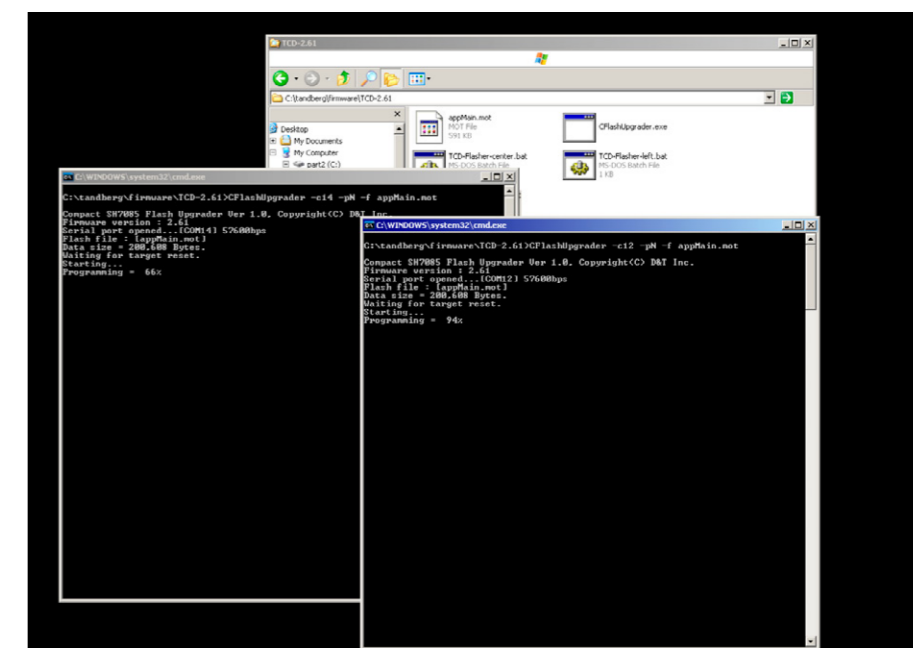 TCD-2.61
C:\tandberg\firmware\TCD-2.61
Desktop
My Documents
My Computer
part2 (C:)
appMain.mot
MOT File
591 KB
CFlashUpgrader.exe
TCD-Flasher-center.bat
MS-DOS Batch File
TCD-Flasher-left.bat
MS-DOS Batch File
1 KB
C:\WINDOWS\system32\cmd.exe
C:\tandberg\firmware\TCD-2.61>CFlashUpgrader -c14 -pN -f appMain.mot
Compact SH7085 Flash Upgrader Ver 1.0, Copyright(C) D&T Inc.
Firmware version : 2.61
Serial port opened...[COM14] 57600bps
Flash file : [appMain.mot]
Data size = 200,608 Bytes.
Waiting for target reset.
Starting...
Programming = 66%
C:\WINDOWS\system32\cmd.exe
C:\tandberg\firmware\TCD-2.61>CFlashUpgrader -c12 -pN -f appMain.mot
Compact SH7085 Flash Upgrader Ver 1.0, Copyright(C) D&T Inc.
Firmware version : 2.61
Serial port opened...[COM12] 57600bps
Flash file : [appMain.mot]
Data size = 200,608 Bytes.
Waiting for target reset.
Starting...
Programming = 94%